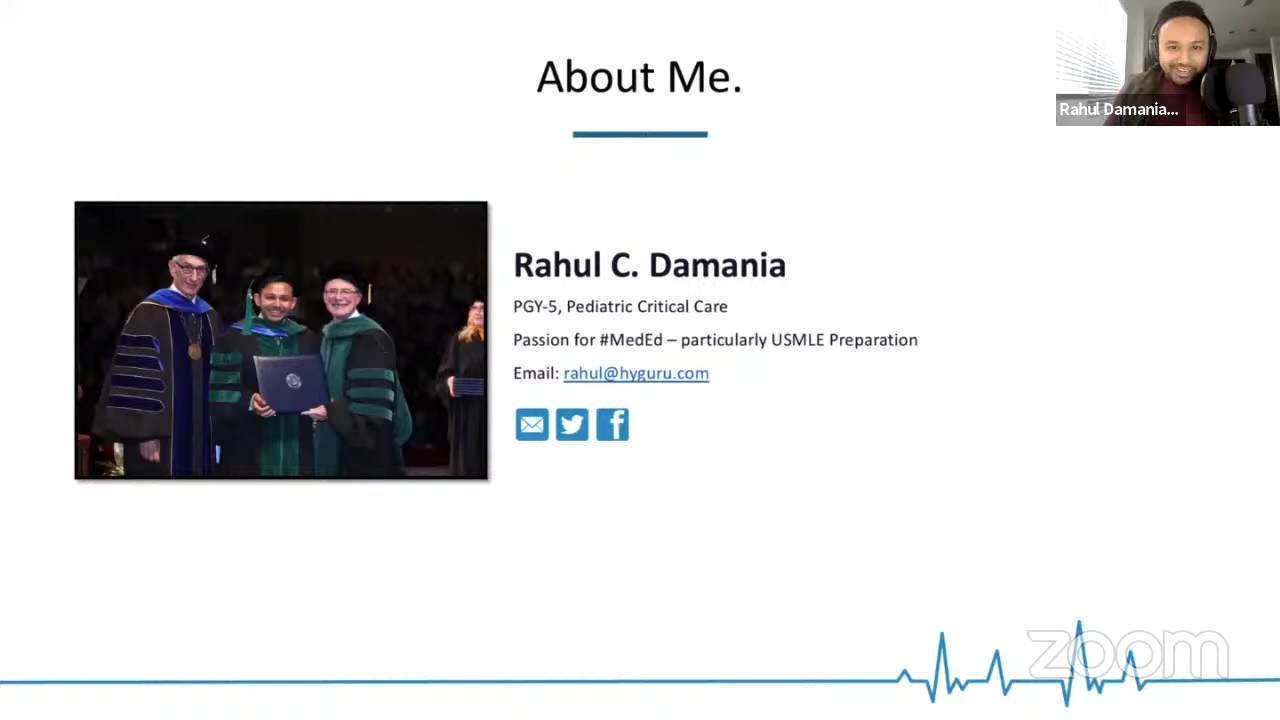 About Me.
Rahul Damania...
Rahul C. Damania
PGY-5, Pediatric Critical Care
Passion for #MedEd – particularly USMLE Preparation
Email: rahul@hyguru.com
zoom